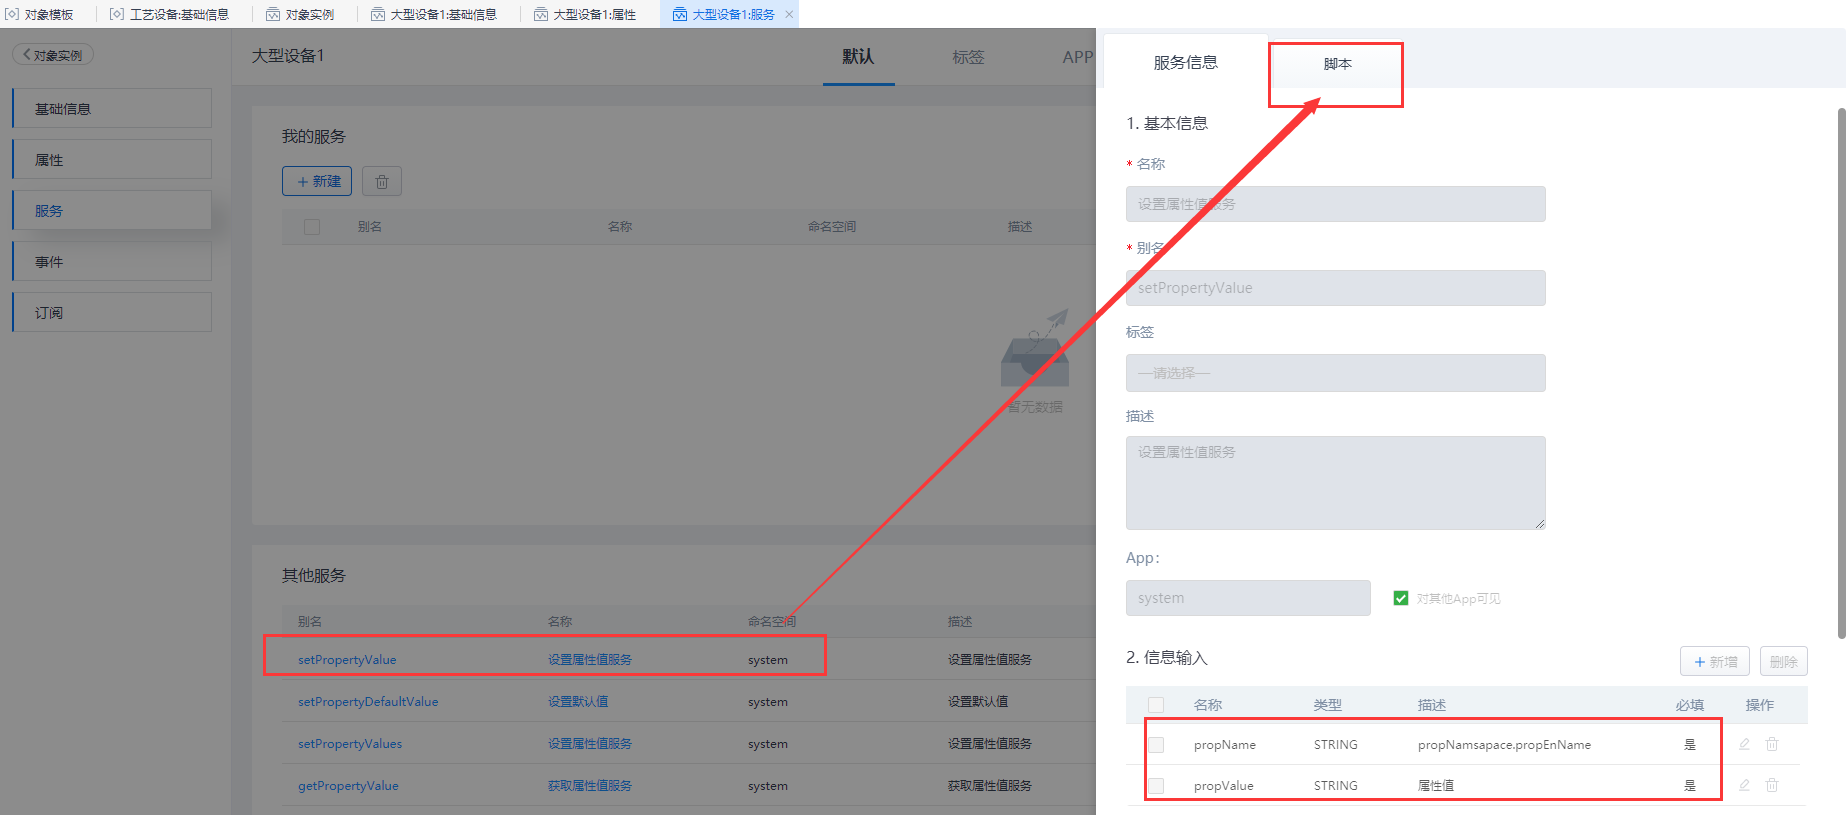 对象模板
工艺设备:基础信息
对象实例
大型设备1:基础信息
大型设备1:属性
大型设备1:服务
对象实例
基础信息
属性
服务
事件
订阅
大型设备1
默认
标签
APP
我的服务
新建
别名 名称 命名空间 描述
暂无数据
其他服务
别名 名称 命名空间 描述
setPropertyValue 设置属性值服务 system 设置属性值服务
setPropertyDefaultValue 设置默认值 system 设置默认值
setPropertyValues 设置属性值服务 system 设置属性值服务
getPropertyValue 获取属性值服务 system 获取属性值服务
服务信息
脚本
1. 基本信息
* 名称
设置属性值服务
* 别名
setPropertyValue
标签
—请选择—
描述
设置属性值服务
App：
system
对其他App可见
2. 信息输入
新增
删除
名称 类型 描述 必填 操作
propName STRING propNamsapace.propEnName 是
propValue STRING 属性值 是